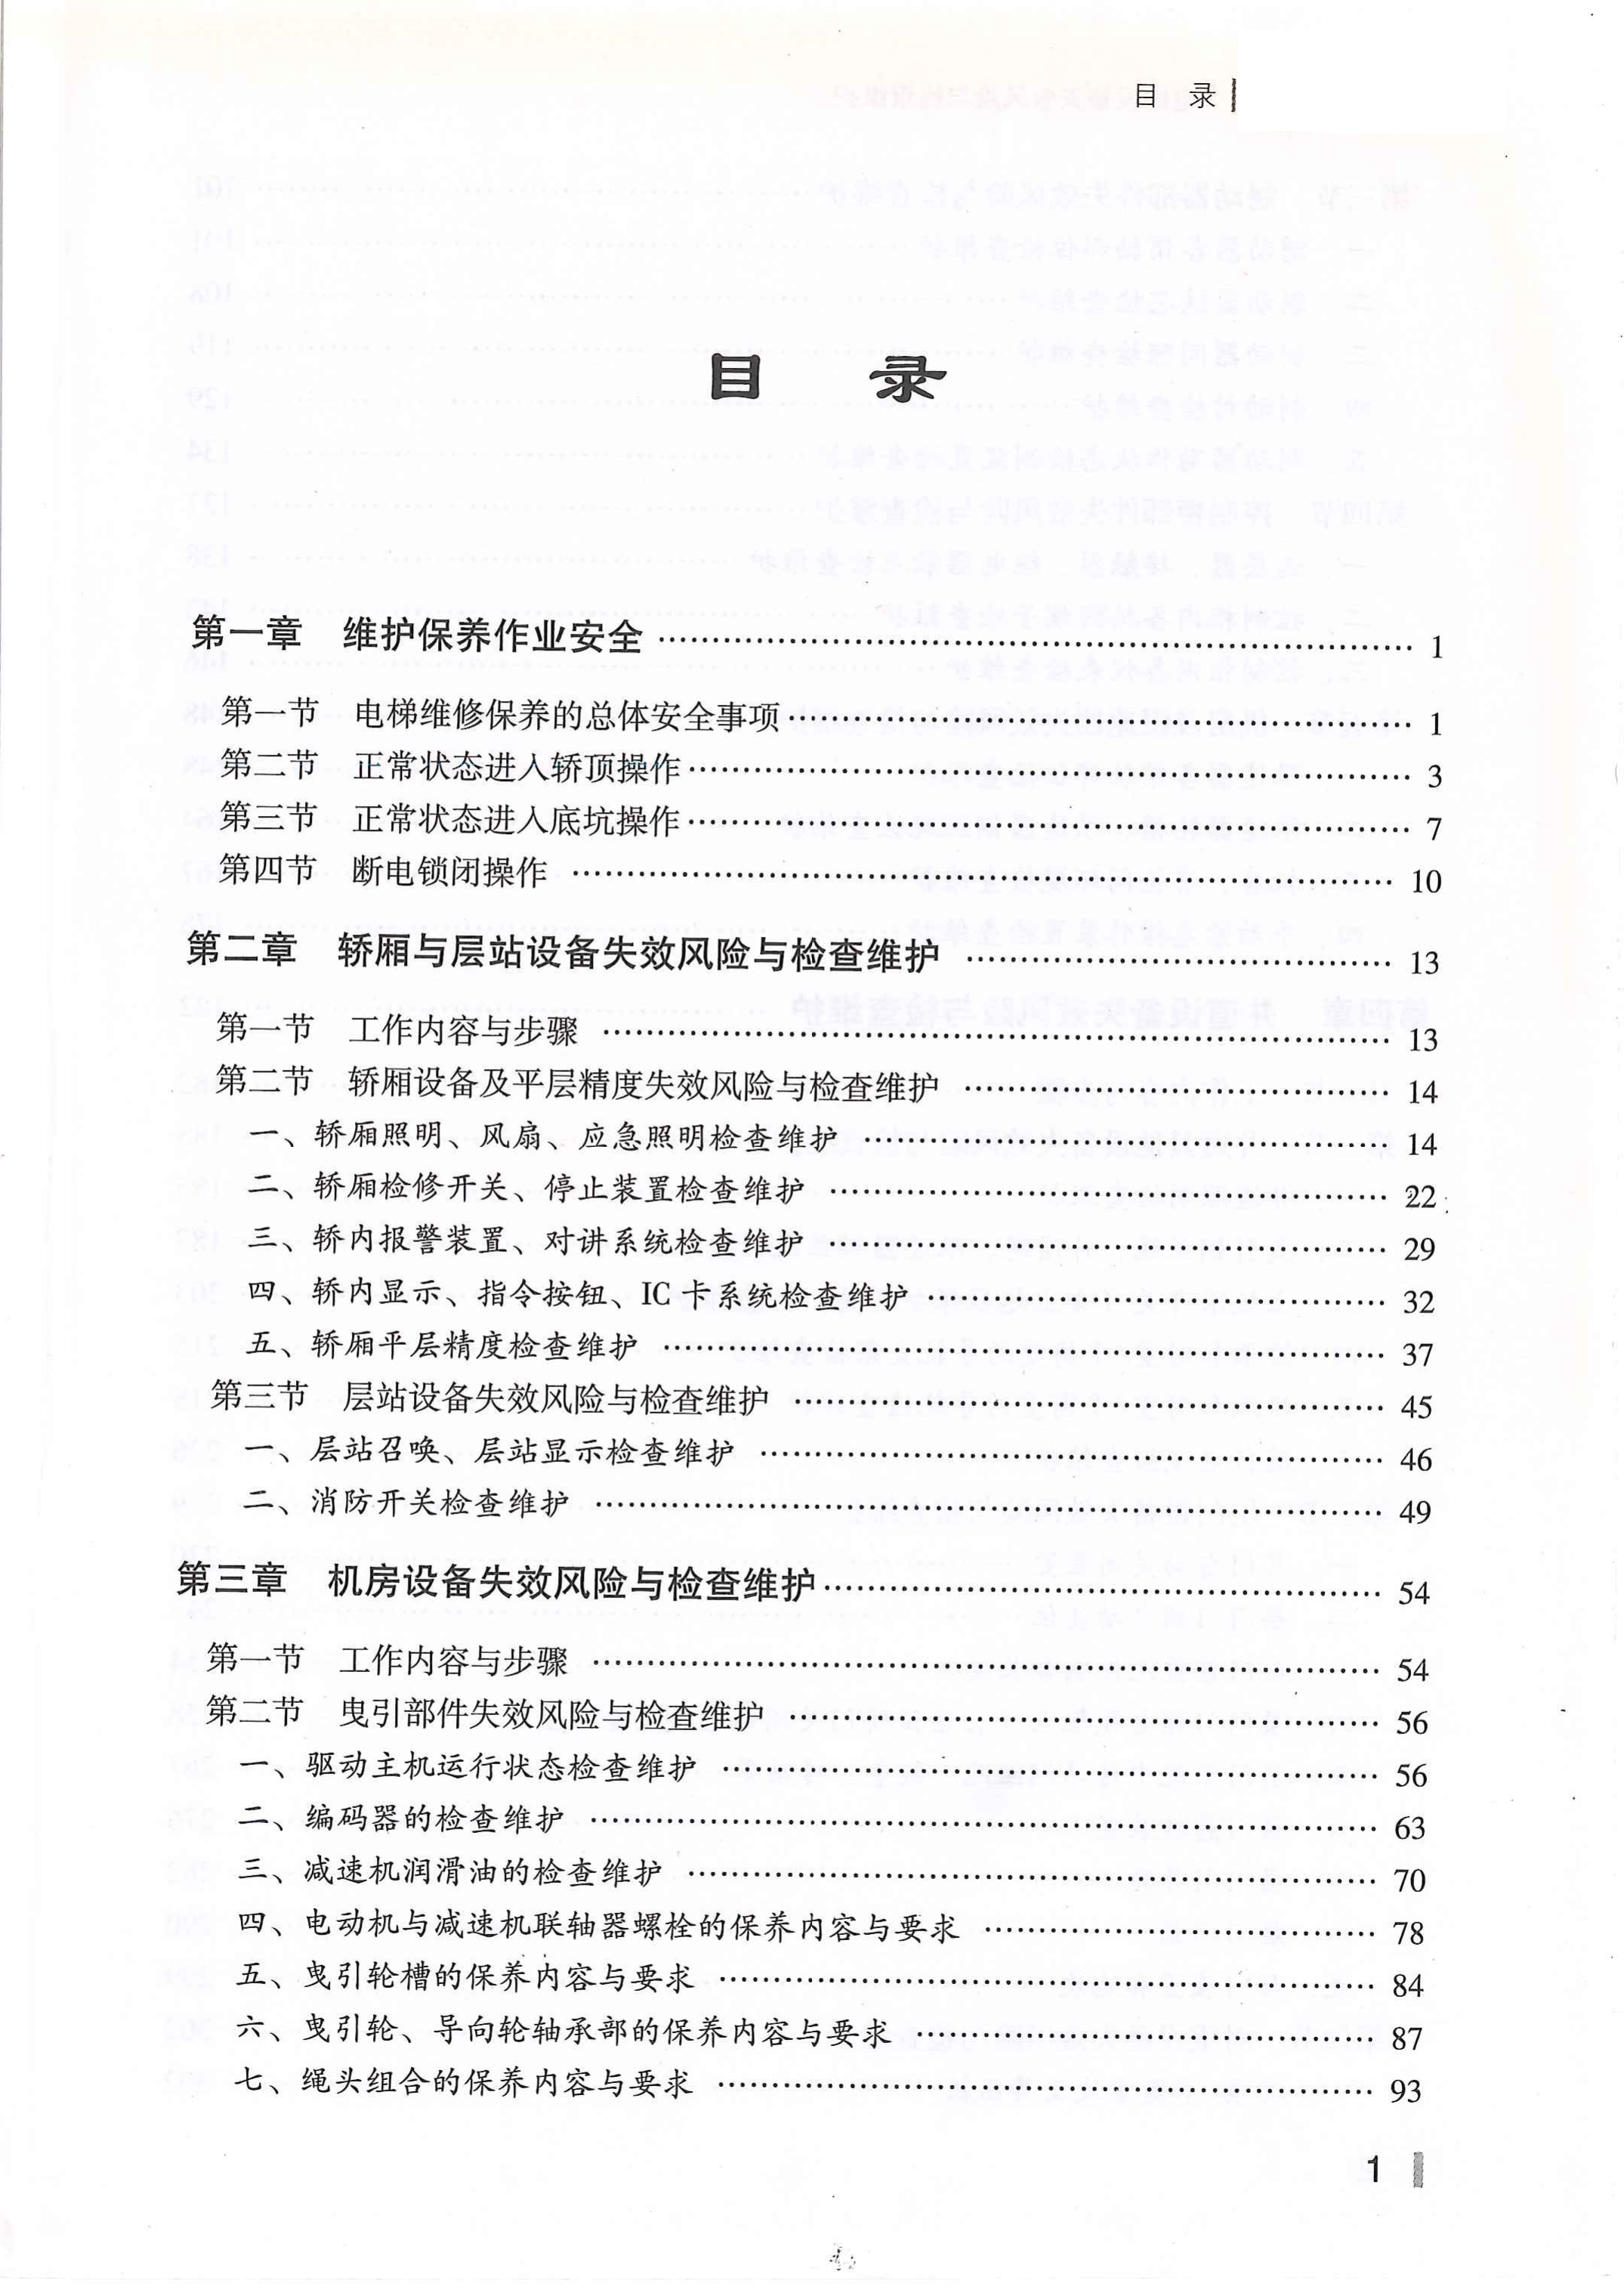 目 录
目 录
第一章 维护保养作业安全 …… 1
第一节 电梯维修保养的总体安全事项 …… 1
第二节 正常状态进入轿顶操作 …… 3
第三节 正常状态进入底坑操作 …… 7
第四节 断电锁闭操作 …… 10
第二章 轿厢与层站设备失效风险与检查维护 …… 13
第一节 工作内容与步骤 …… 13
第二节 轿厢设备及平层精度失效风险与检查维护 …… 14
一、轿厢照明、风扇、应急照明检查维护 …… 14
二、轿厢检修开关、停止装置检查维护 …… 22
三、轿内报警装置、对讲系统检查维护 …… 29
四、轿内显示、指令按钮、IC 卡系统检查维护 …… 32
五、轿厢平层精度检查维护 …… 37
第三节 层站设备失效风险与检查维护 …… 45
一、层站召唤、层站显示检查维护 …… 46
二、消防开关检查维护 …… 49
第三章 机房设备失效风险与检查维护 …… 54
第一节 工作内容与步骤 …… 54
第二节 曳引部件失效风险与检查维护 …… 56
一、驱动主机运行状态检查维护 …… 56
二、编码器的检查维护 …… 63
三、减速机润滑油的检查维护 …… 70
四、电动机与减速机联轴器螺栓的保养内容与要求 …… 78
五、曳引轮槽的保养内容与要求 …… 84
六、曳引轮、导向轮轴承部的保养内容与要求 …… 87
七、绳头组合的保养内容与要求 …… 93
1